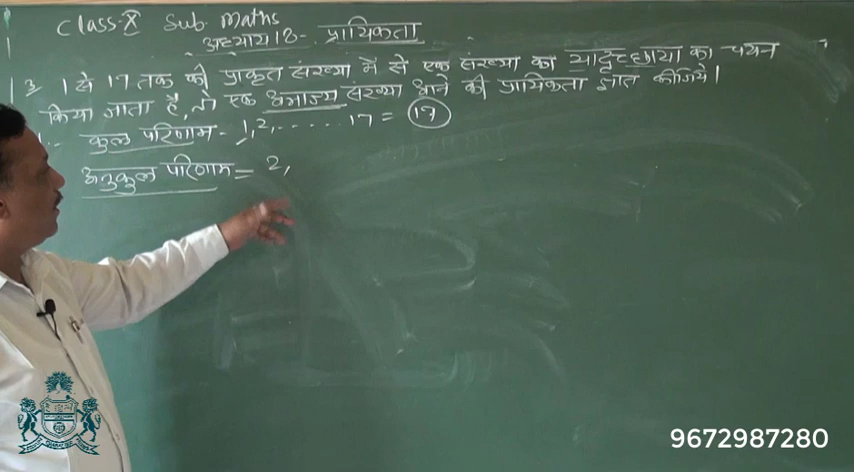 Class-X Sub. Maths
अध्याय 18- प्रायिकता
3 1 से 17 तक की प्राकृत संख्या में से एक संख्या का यादृच्छया का चयन
किया जाता है, तो एक अभाज्य संख्या आने की प्रायिकता ज्ञात कीजिये।
कुल परिणाम - 1, 2, ...... 17 = 17
अनुकुल परिणाम = 2,
9672987280